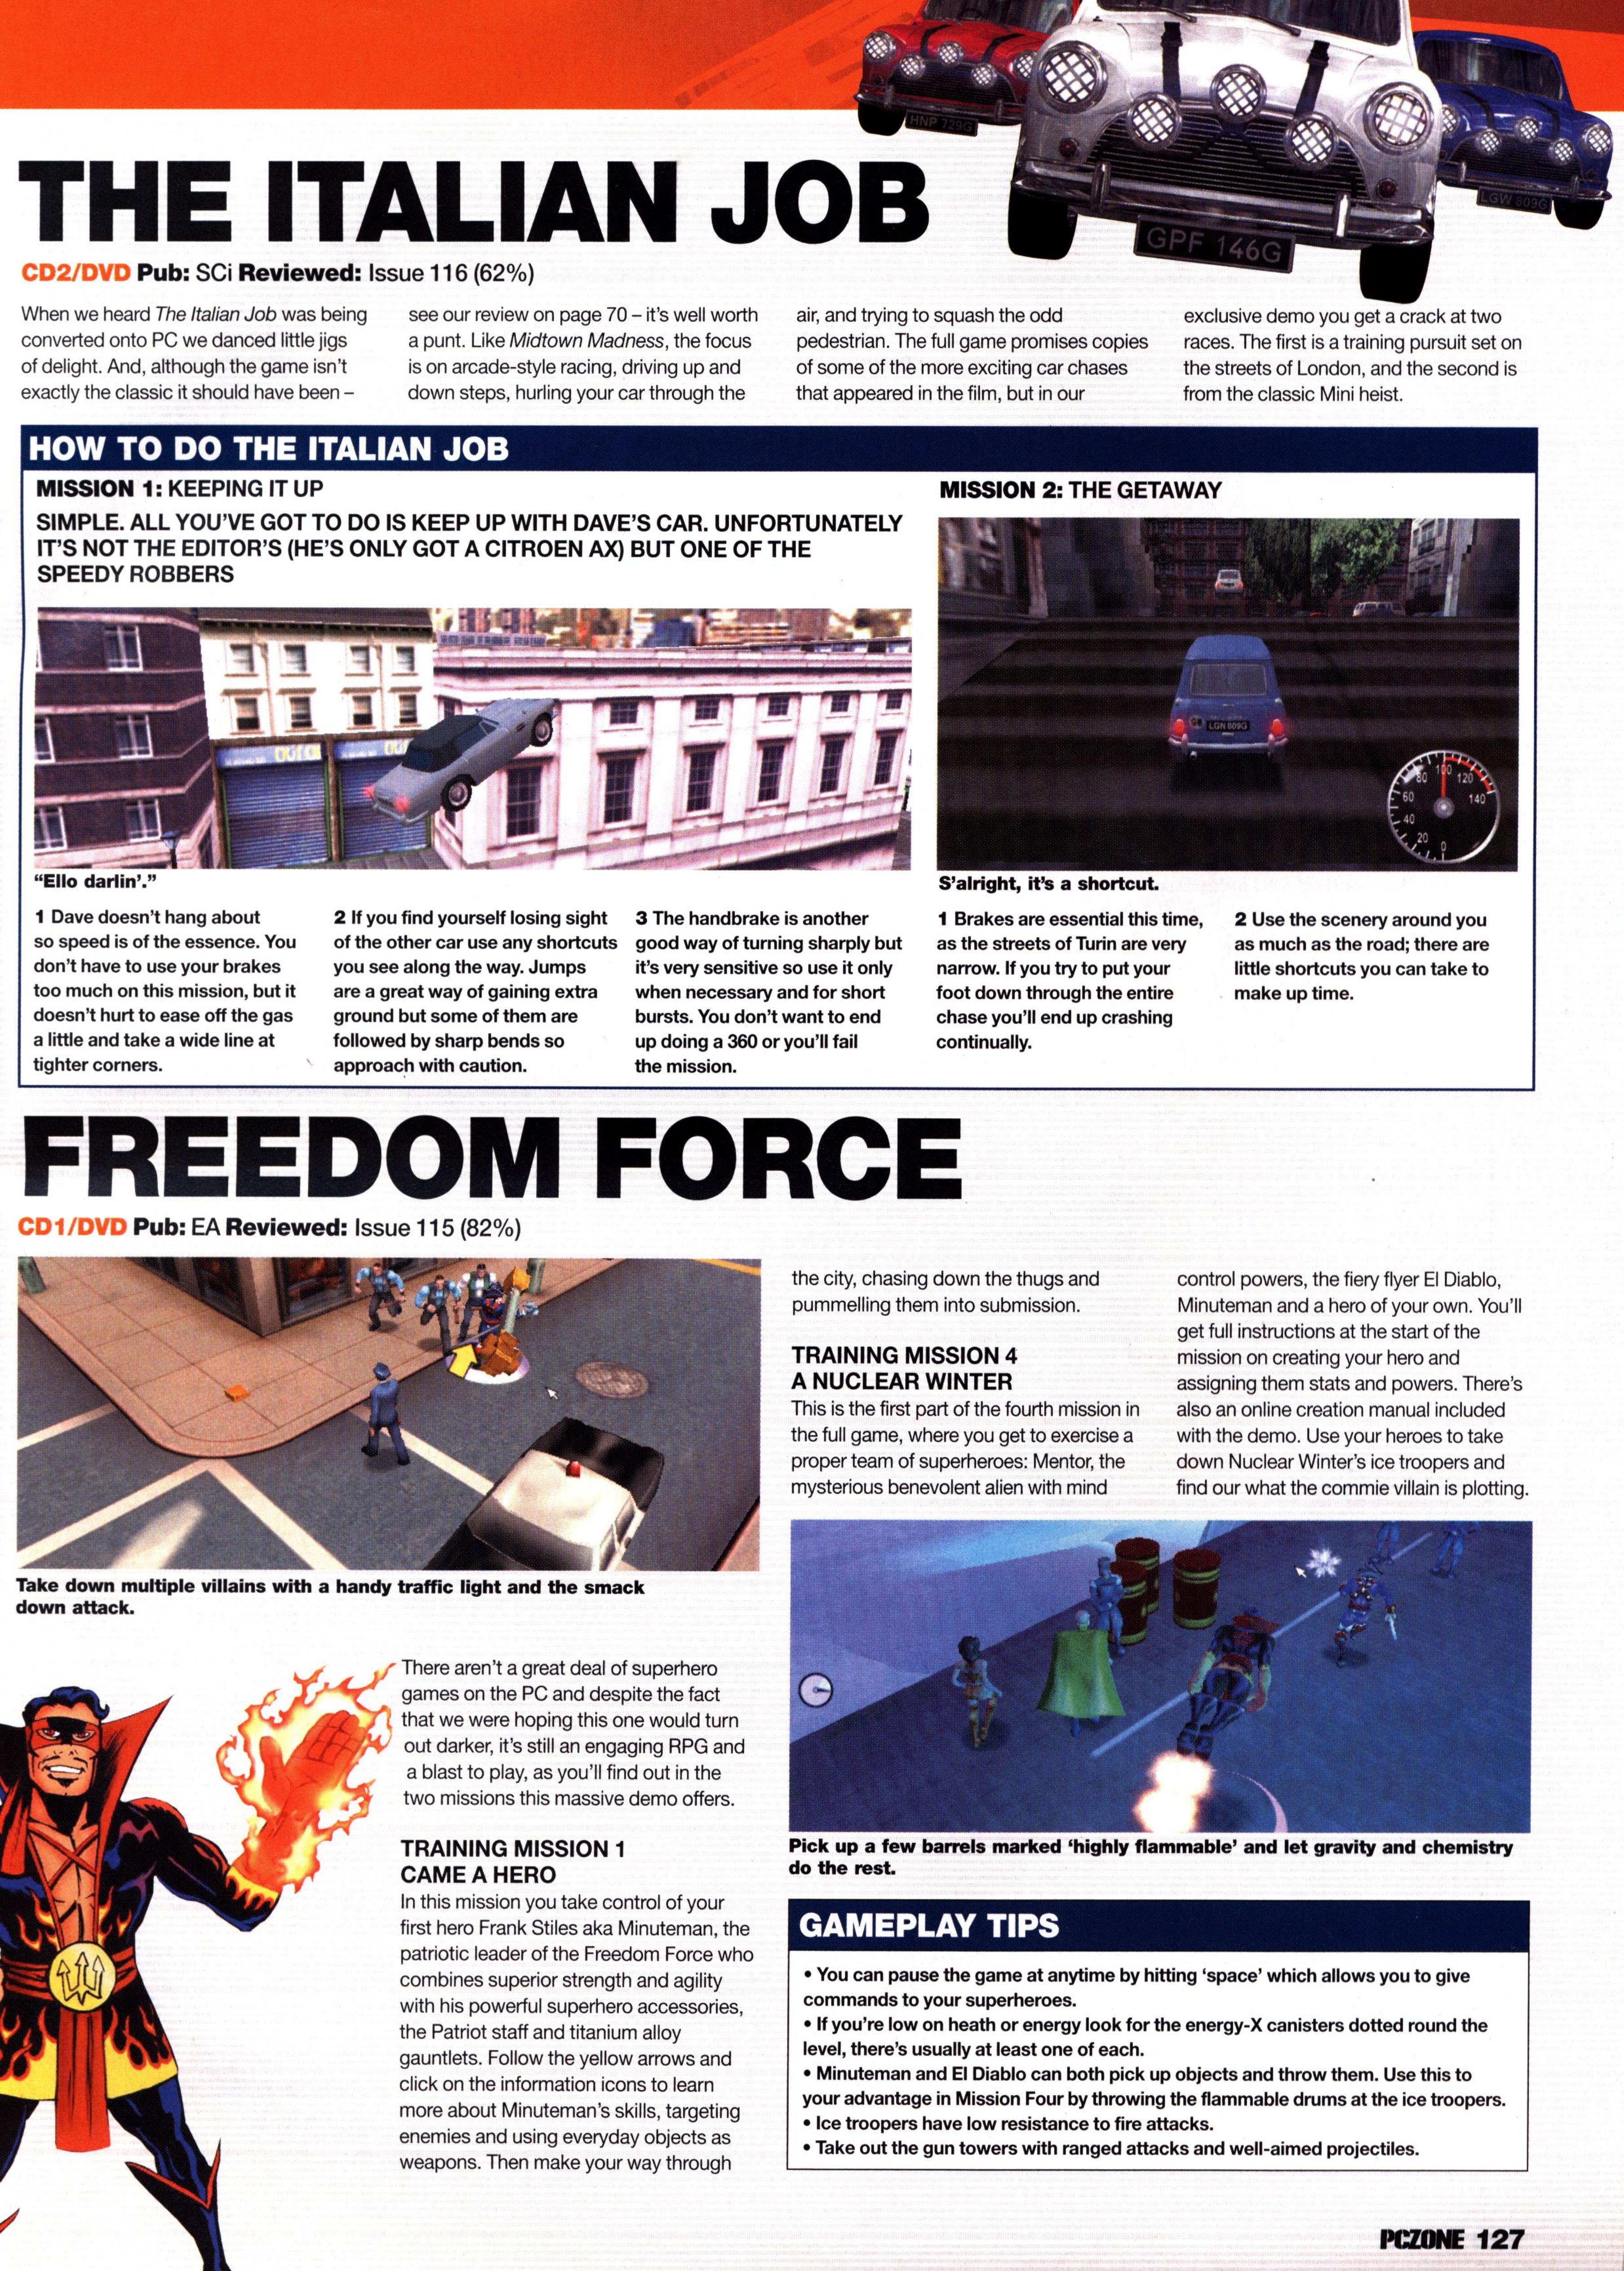 HNP 729G
GPF 146G
LGW 809G
THE ITALIAN JOB
CD2/DVD Pub: SCi Reviewed: Issue 116 (62%)
When we heard The Italian Job was being
converted onto PC we danced little jigs
of delight. And, although the game isn't
exactly the classic it should have been –
see our review on page 70 – it's well worth
a punt. Like Midtown Madness, the focus
is on arcade-style racing, driving up and
down steps, hurling your car through the
air, and trying to squash the odd
pedestrian. The full game promises copies
of some of the more exciting car chases
that appeared in the film, but in our
exclusive demo you get a crack at two
races. The first is a training pursuit set on
the streets of London, and the second is
from the classic Mini heist.
HOW TO DO THE ITALIAN JOB
MISSION 1: KEEPING IT UP
SIMPLE. ALL YOU'VE GOT TO DO IS KEEP UP WITH DAVE'S CAR. UNFORTUNATELY
IT'S NOT THE EDITOR'S (HE'S ONLY GOT A CITROEN AX) BUT ONE OF THE
SPEEDY ROBBERS
“Ello darlin’.”
1 Dave doesn't hang about
so speed is of the essence. You
don't have to use your brakes
too much on this mission, but it
doesn't hurt to ease off the gas
a little and take a wide line at
tighter corners.
2 If you find yourself losing sight
of the other car use any shortcuts
you see along the way. Jumps
are a great way of gaining extra
ground but some of them are
followed by sharp bends so
approach with caution.
3 The handbrake is another
good way of turning sharply but
it's very sensitive so use it only
when necessary and for short
bursts. You don't want to end
up doing a 360 or you'll fail
the mission.
MISSION 2: THE GETAWAY
LGN 809G
0 20 40 60 80 100 120 140
S'alright, it's a shortcut.
1 Brakes are essential this time,
as the streets of Turin are very
narrow. If you try to put your
foot down through the entire
chase you'll end up crashing
continually.
2 Use the scenery around you
as much as the road; there are
little shortcuts you can take to
make up time.
FREEDOM FORCE
CD1/DVD Pub: EA Reviewed: Issue 115 (82%)
Take down multiple villains with a handy traffic light and the smack
down attack.
There aren't a great deal of superhero
games on the PC and despite the fact
that we were hoping this one would turn
out darker, it's still an engaging RPG and
a blast to play, as you'll find out in the
two missions this massive demo offers.
TRAINING MISSION 1
CAME A HERO
In this mission you take control of your
first hero Frank Stiles aka Minuteman, the
patriotic leader of the Freedom Force who
combines superior strength and agility
with his powerful superhero accessories,
the Patriot staff and titanium alloy
gauntlets. Follow the yellow arrows and
click on the information icons to learn
more about Minuteman's skills, targeting
enemies and using everyday objects as
weapons. Then make your way through
the city, chasing down the thugs and
pummelling them into submission.
TRAINING MISSION 4
A NUCLEAR WINTER
This is the first part of the fourth mission in
the full game, where you get to exercise a
proper team of superheroes: Mentor, the
mysterious benevolent alien with mind
control powers, the fiery flyer El Diablo,
Minuteman and a hero of your own. You'll
get full instructions at the start of the
mission on creating your hero and
assigning them stats and powers. There's
also an online creation manual included
with the demo. Use your heroes to take
down Nuclear Winter's ice troopers and
find our what the commie villain is plotting.
Pick up a few barrels marked ‘highly flammable’ and let gravity and chemistry
do the rest.
GAMEPLAY TIPS
• You can pause the game at anytime by hitting ‘space’ which allows you to give
commands to your superheroes.
• If you're low on heath or energy look for the energy-X canisters dotted round the
level, there's usually at least one of each.
• Minuteman and El Diablo can both pick up objects and throw them. Use this to
your advantage in Mission Four by throwing the flammable drums at the ice troopers.
• Ice troopers have low resistance to fire attacks.
• Take out the gun towers with ranged attacks and well-aimed projectiles.
PCZONE 127